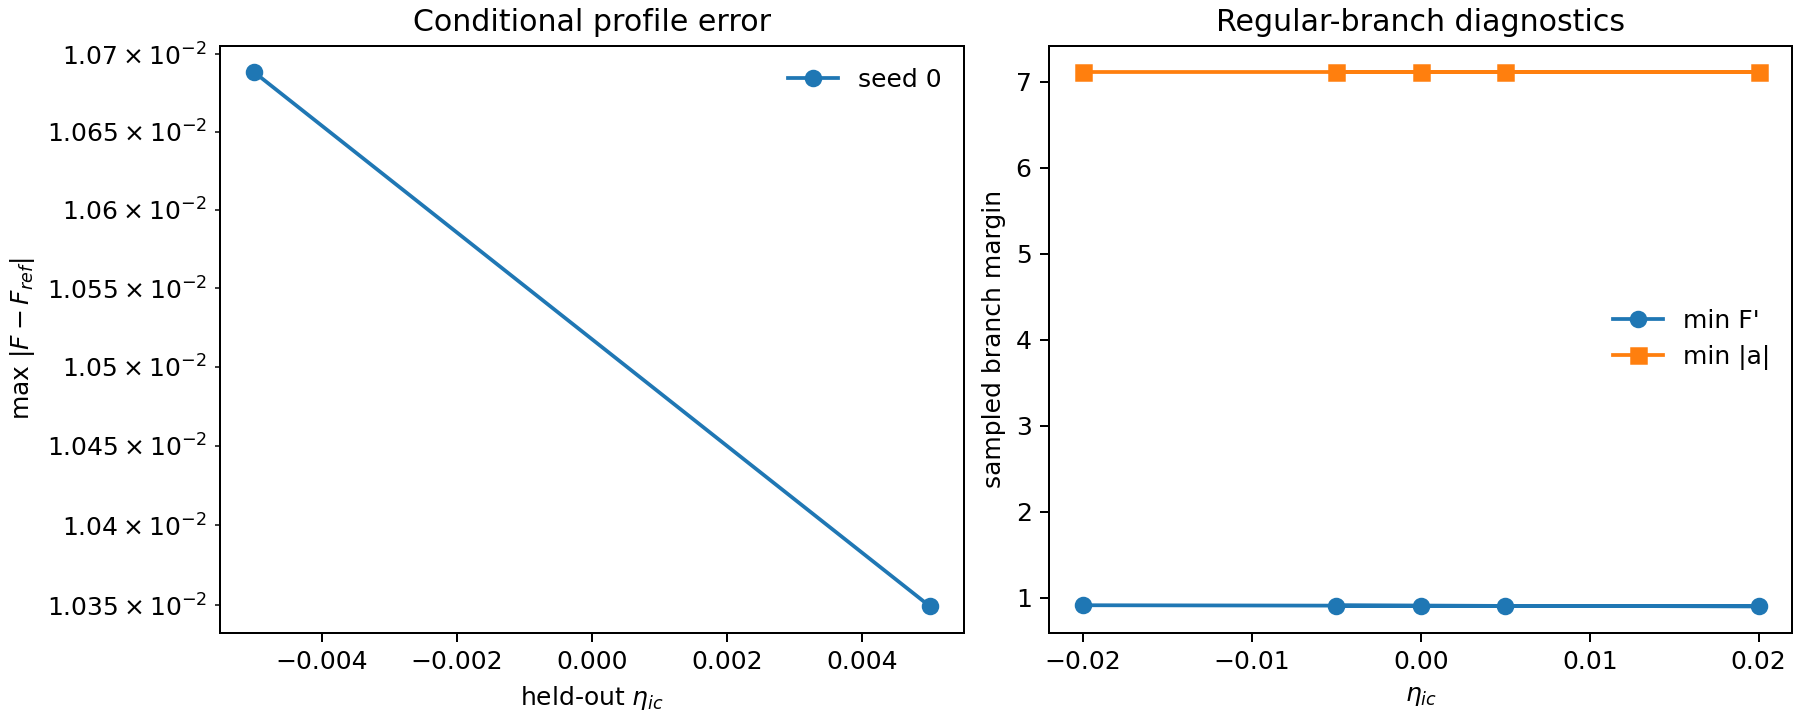 Conditional profile error
1.07 × 10⁻²
1.065 × 10⁻²
1.06 × 10⁻²
1.055 × 10⁻²
1.05 × 10⁻²
1.045 × 10⁻²
1.04 × 10⁻²
1.035 × 10⁻²
max |F − F_ref|
seed 0
−0.004 −0.002 0.000 0.002 0.004
held-out η_ic
Regular-branch diagnostics
7
6
5
4
3
2
1
sampled branch margin
min F'
min |a|
−0.02 −0.01 0.00 0.01 0.02
η_ic